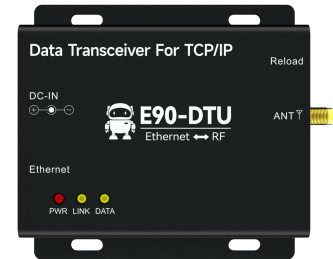 Data Transceiver For TCP/IP
Reload
DC-IN
E90-DTU
Ethernet ↔ RF
ANT
Ethernet
PWR LINK DATA